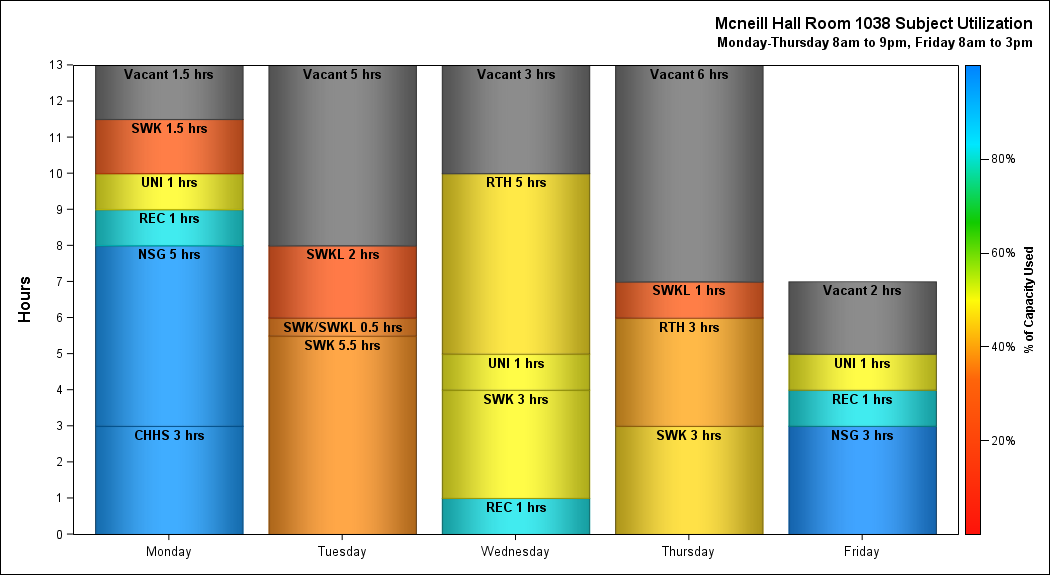 Mcneill Hall Room 1038 Subject Utilization
Monday-Thursday 8am to 9pm, Friday 8am to 3pm
Hours
13
12
11
10
9
8
7
6
5
4
3
2
1
0
Vacant 1.5 hrs
SWK 1.5 hrs
UNI 1 hrs
REC 1 hrs
NSG 5 hrs
CHHS 3 hrs
Vacant 5 hrs
SWKL 2 hrs
SWK/SWKL 0.5 hrs
SWK 5.5 hrs
Vacant 3 hrs
RTH 5 hrs
UNI 1 hrs
SWK 3 hrs
REC 1 hrs
Vacant 6 hrs
SWKL 1 hrs
RTH 3 hrs
SWK 3 hrs
Vacant 2 hrs
UNI 1 hrs
REC 1 hrs
NSG 3 hrs
Monday
Tuesday
Wednesday
Thursday
Friday
80%
60%
40%
20%
% of Capacity Used